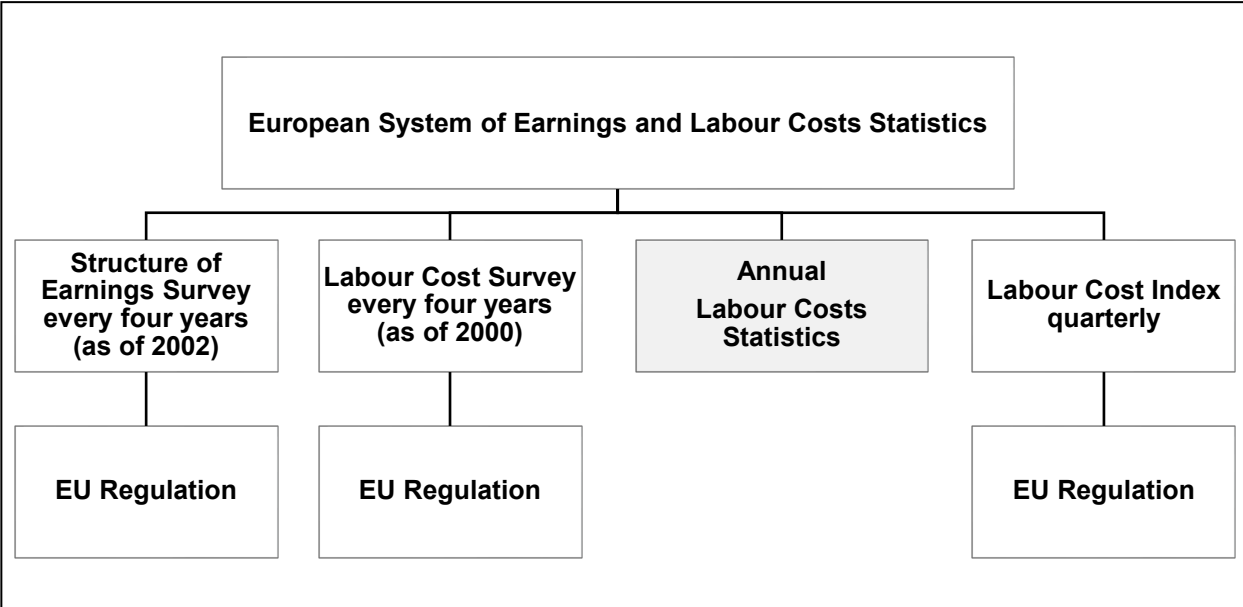 European System of Earnings and Labour Costs Statistics
Structure of
Earnings Survey
every four years
(as of 2002)
Labour Cost Survey
every four years
(as of 2000)
Annual
Labour Costs
Statistics
Labour Cost Index
quarterly
EU Regulation
EU Regulation
EU Regulation